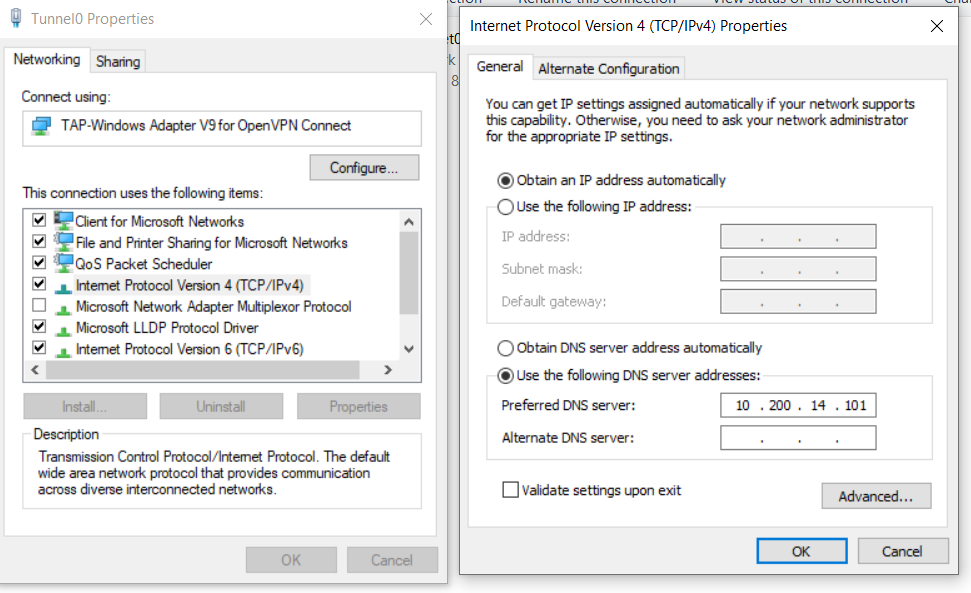 Tunnel0 Properties
Networking
Sharing
Connect using:
TAP-Windows Adapter V9 for OpenVPN Connect
Configure...
This connection uses the following items:
Client for Microsoft Networks
File and Printer Sharing for Microsoft Networks
QoS Packet Scheduler
Internet Protocol Version 4 (TCP/IPv4)
Microsoft Network Adapter Multiplexor Protocol
Microsoft LLDP Protocol Driver
Internet Protocol Version 6 (TCP/IPv6)
Install...
Uninstall
Properties
Description
Transmission Control Protocol/Internet Protocol. The default
wide area network protocol that provides communication
across diverse interconnected networks.
OK
Cancel
Internet Protocol Version 4 (TCP/IPv4) Properties
General
Alternate Configuration
You can get IP settings assigned automatically if your network supports
this capability. Otherwise, you need to ask your network administrator
for the appropriate IP settings.
Obtain an IP address automatically
Use the following IP address:
IP address:
. . .
Subnet mask:
. . .
Default gateway:
. . .
Obtain DNS server address automatically
Use the following DNS server addresses:
Preferred DNS server:
10 . 200 . 14 . 101
Alternate DNS server:
. . .
Validate settings upon exit
Advanced...
OK
Cancel